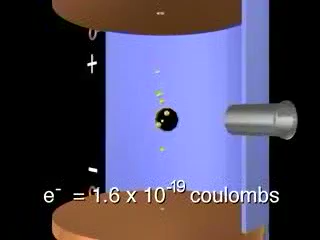 +
-
e⁻ = 1.6 x 10⁻¹⁹ coulombs